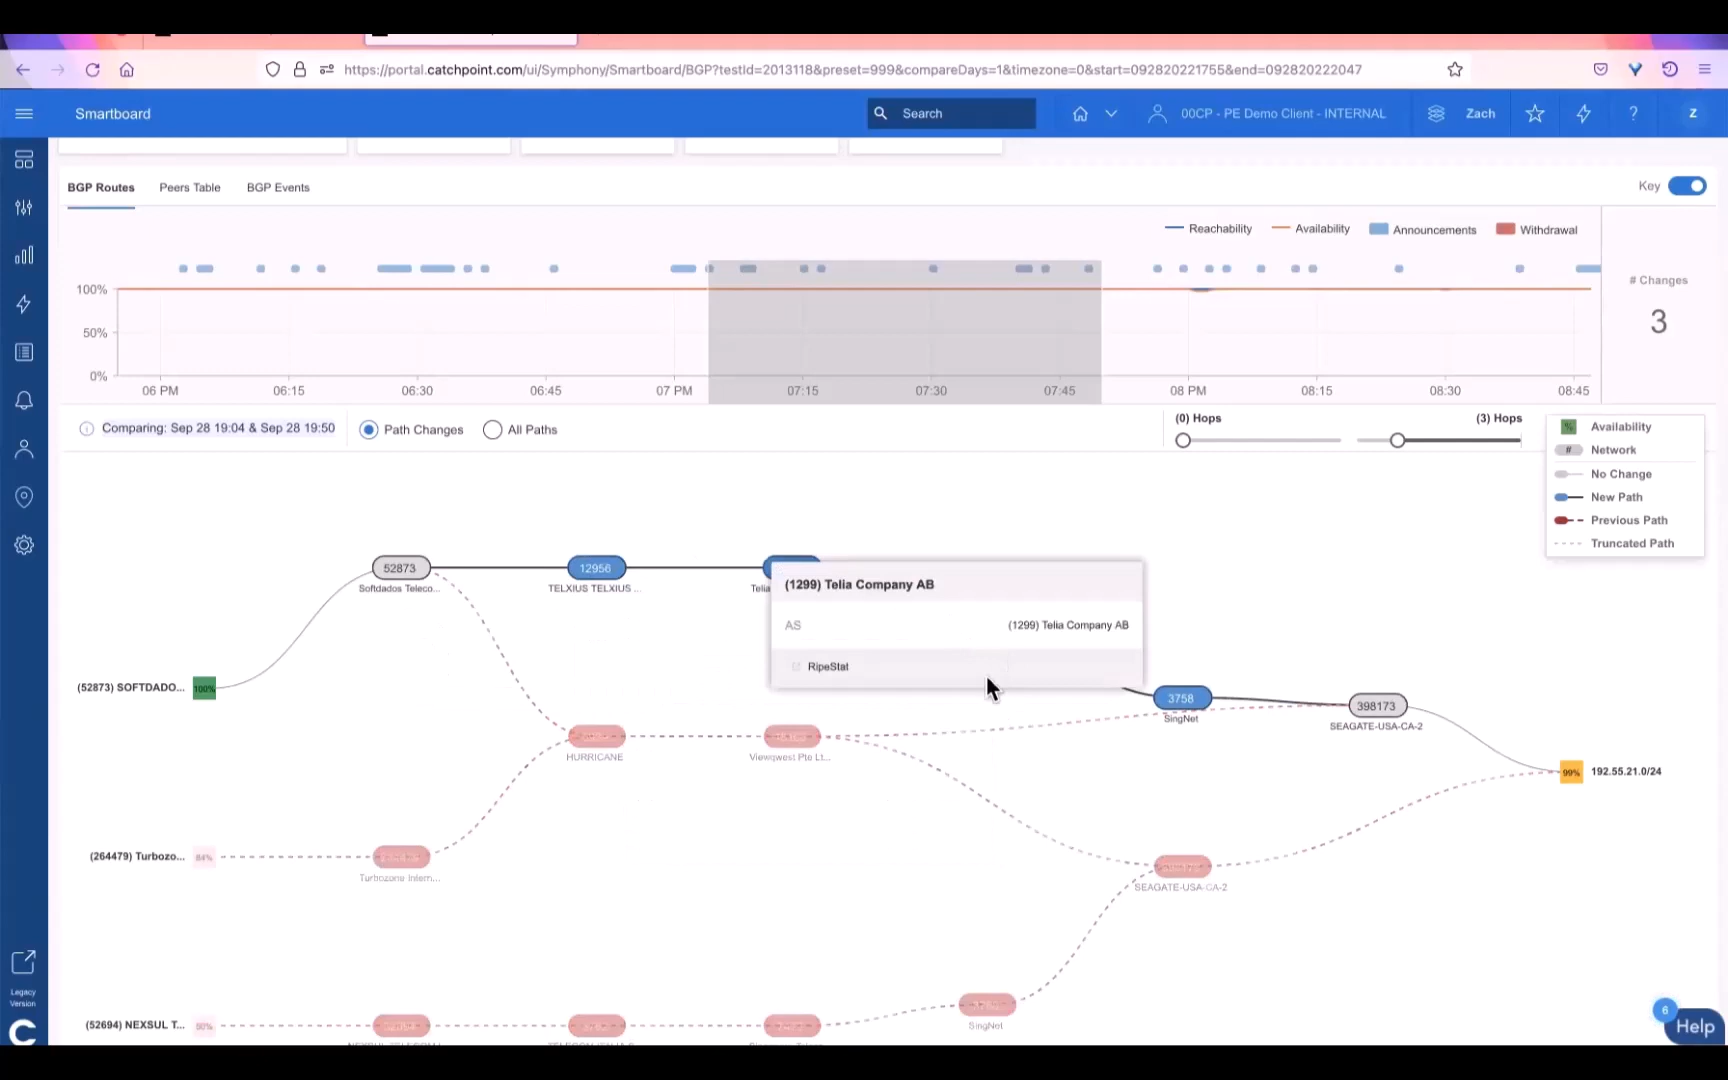 https://portal.catchpoint.com/ui/Symphony/Smartboard/BGP?testId=2013118&preset=999&compareDays=1&timezone=0&start=092820221755&end=092820222047
Smartboard
Search
00CP - PE Demo Client - INTERNAL
Zach
?
Z
BGP Routes
Peers Table
BGP Events
Key
Reachability
Availability
Announcements
Withdrawal
# Changes
3
100%
50%
0%
06 PM
06:15
06:30
06:45
07 PM
07:15
07:30
07:45
08 PM
08:15
08:30
08:45
Comparing: Sep 28 19:04 & Sep 28 19:50
Path Changes
All Paths
(0) Hops
(3) Hops
% Availability
# Network
No Change
New Path
Previous Path
Truncated Path
52873
Softdados Teleco...
12956
TELXIUS TELXIUS ...
Telia
(1299) Telia Company AB
AS
(1299) Telia Company AB
RipeStat
(52873) SOFTDADO...
100%
3758
SingNet
398173
SEAGATE-USA-CA-2
HURRICANE
Viewqwest Pte Lt...
99%
192.55.21.0/24
(264479) Turbozo...
84%
Turbozone Intern...
SEAGATE-USA-CA-2
SingNet
(52694) NEXSUL T...
50%
Legacy
Version
6
Help